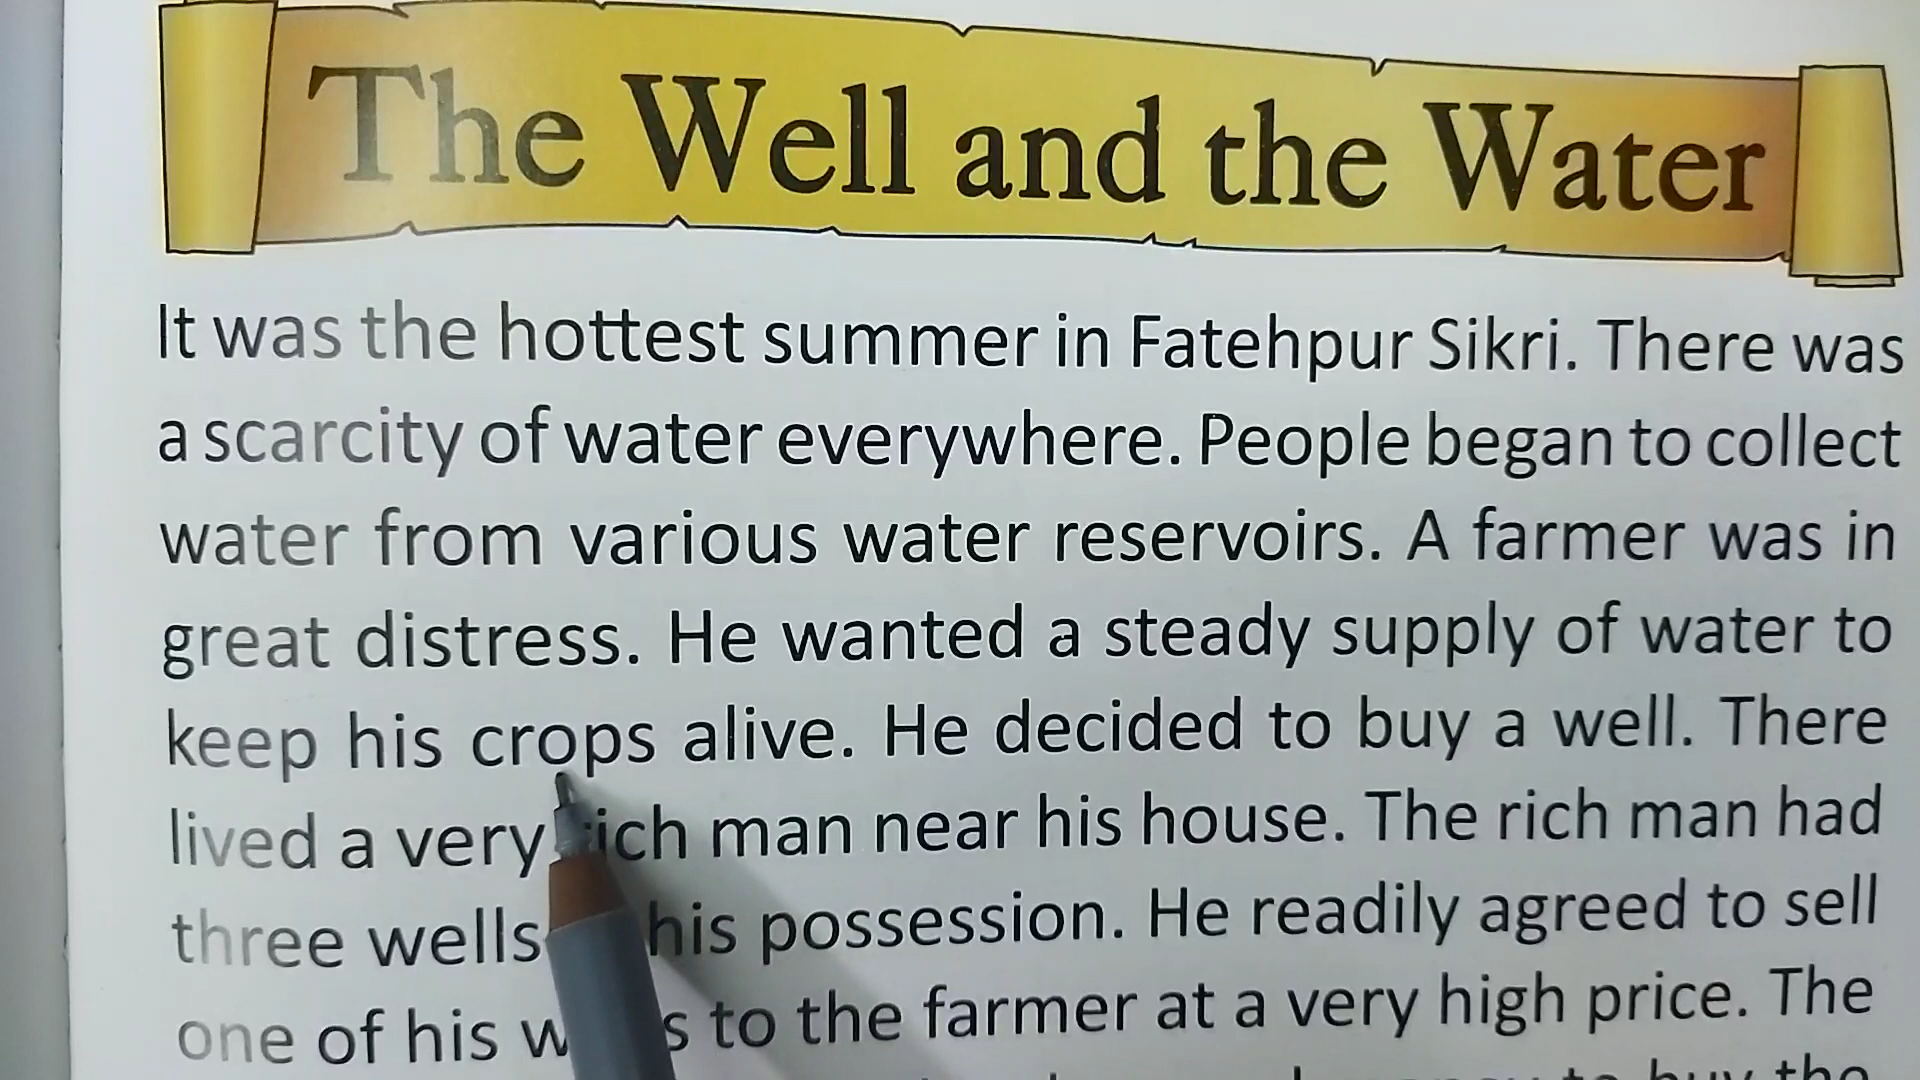 The Well and the Water
It was the hottest summer in Fatehpur Sikri. There was
a scarcity of water everywhere. People began to collect
water from various water reservoirs. A farmer was in
great distress. He wanted a steady supply of water to
keep his crops alive. He decided to buy a well. There
lived a very rich man near his house. The rich man had
three wells his possession. He readily agreed to sell
one of his to the farmer at a very high price. The
to buy the